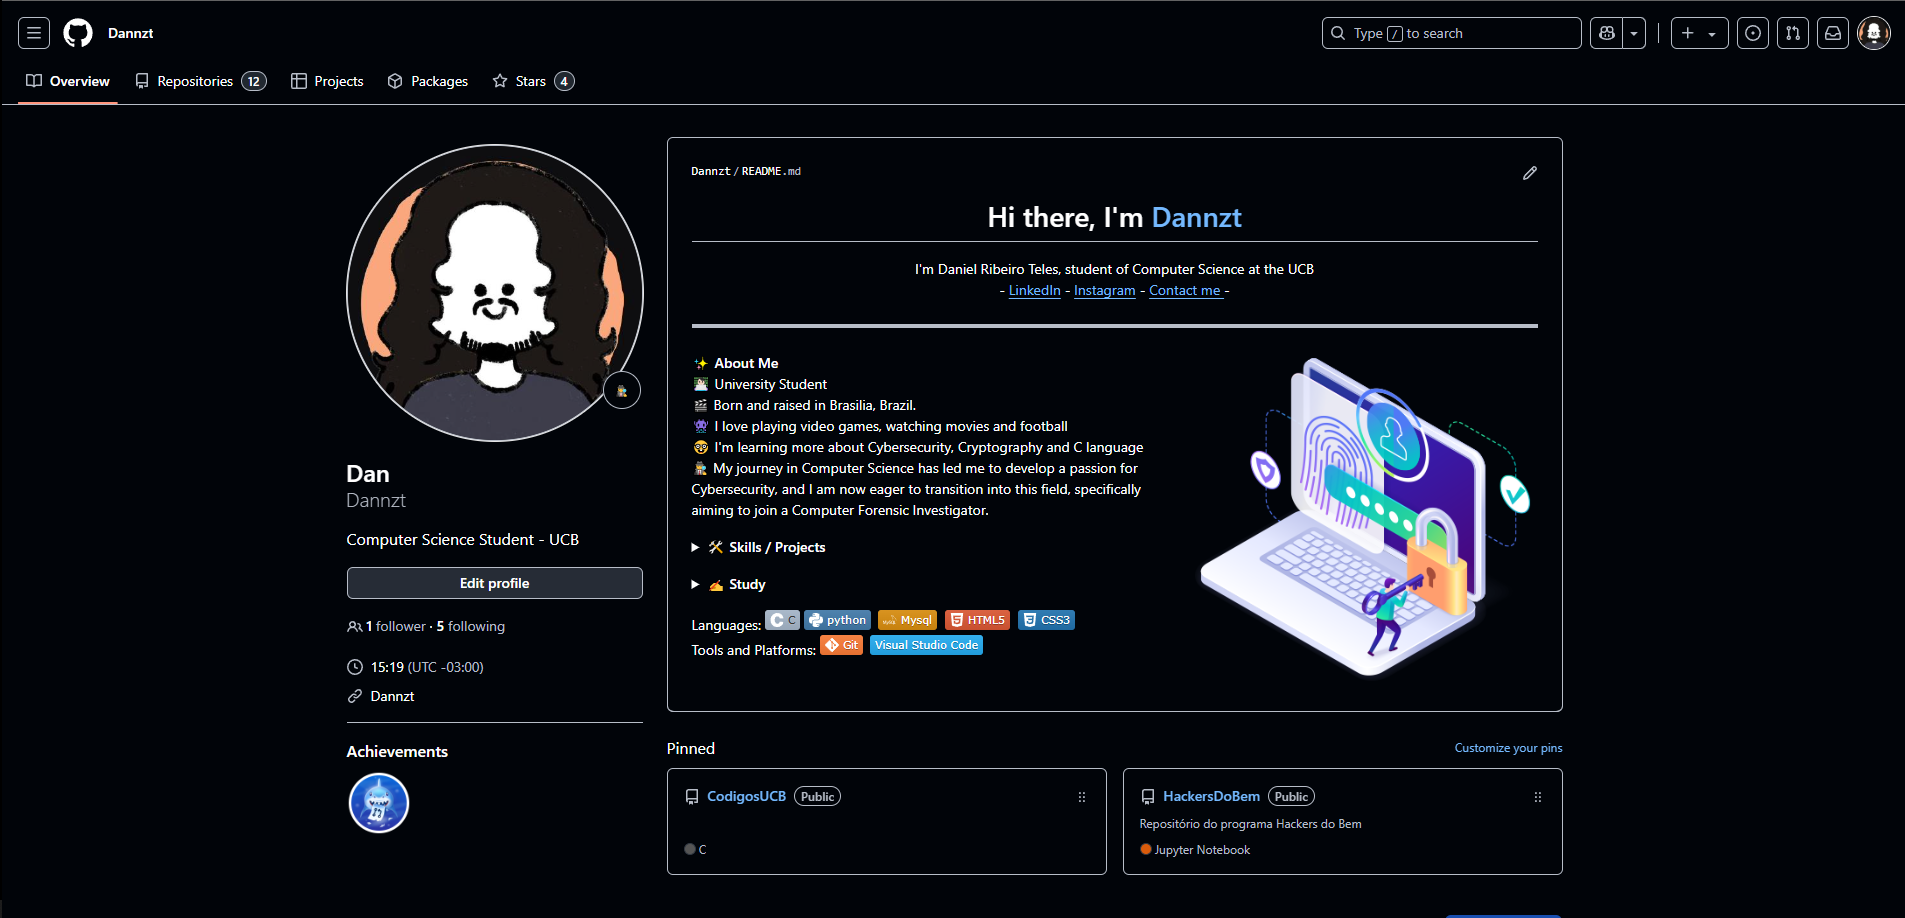 Dannzt
Type / to search
Overview
Repositories 12
Projects
Packages
Stars 4
Dan
Dannzt
Computer Science Student - UCB
Edit profile
1 follower · 5 following
15:19 (UTC -03:00)
Dannzt
Achievements
Dannzt / README.md
Hi there, I'm Dannzt
I'm Daniel Ribeiro Teles, student of Computer Science at the UCB
- LinkedIn - Instagram - Contact me -
✨ About Me
👨🏻‍💻 University Student
🎬 Born and raised in Brasilia, Brazil.
👾 I love playing video games, watching movies and football
🤓 I'm learning more about Cybersecurity, Cryptography and C language
🕵️ My journey in Computer Science has led me to develop a passion for
Cybersecurity, and I am now eager to transition into this field, specifically
aiming to join a Computer Forensic Investigator.
▶ 🛠️ Skills / Projects
▶ ✍️ Study
Languages: C python Mysql HTML5 CSS3
Tools and Platforms: Git Visual Studio Code
Pinned
Customize your pins
CodigosUCB Public
C
HackersDoBem Public
Repositório do programa Hackers do Bem
Jupyter Notebook